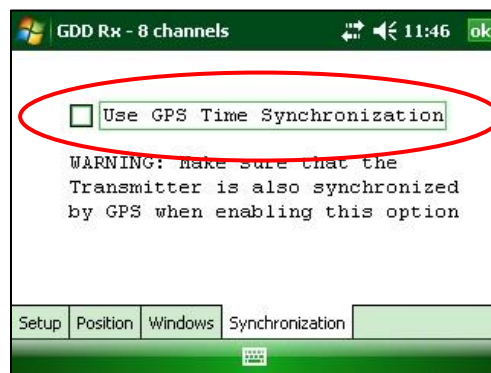 GDD Rx - 8 channels 11:46 ok
Use GPS Time Synchronization
WARNING: Make sure that the
Transmitter is also synchronized
by GPS when enabling this option
Setup Position Windows Synchronization